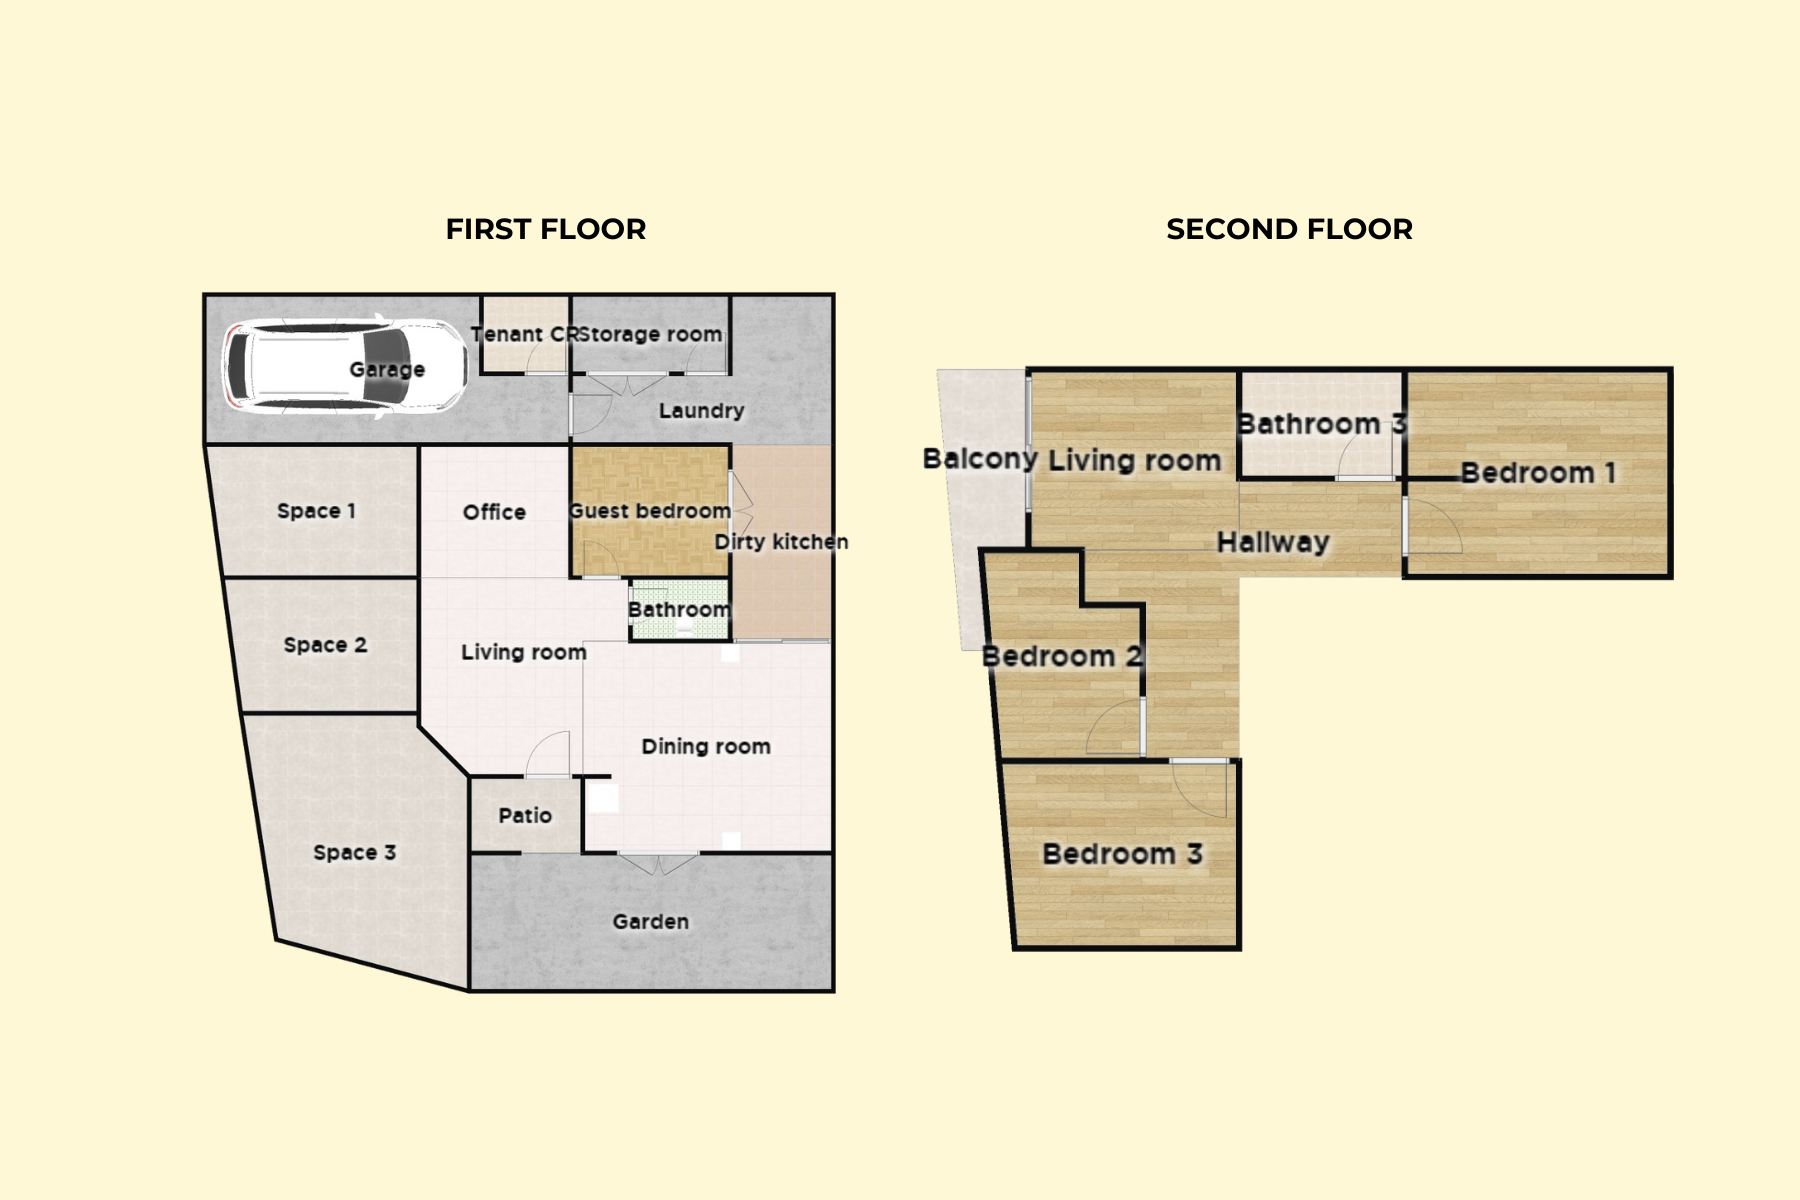 FIRST FLOOR
SECOND FLOOR
Tenant CR
Storage room
Garage
Laundry
Space 1
Office
Guest bedroom
Dirty kitchen
Bathroom
Space 2
Living room
Dining room
Patio
Space 3
Garden
Bathroom 3
Balcony
Living room
Bedroom 1
Hallway
Bedroom 2
Bedroom 3